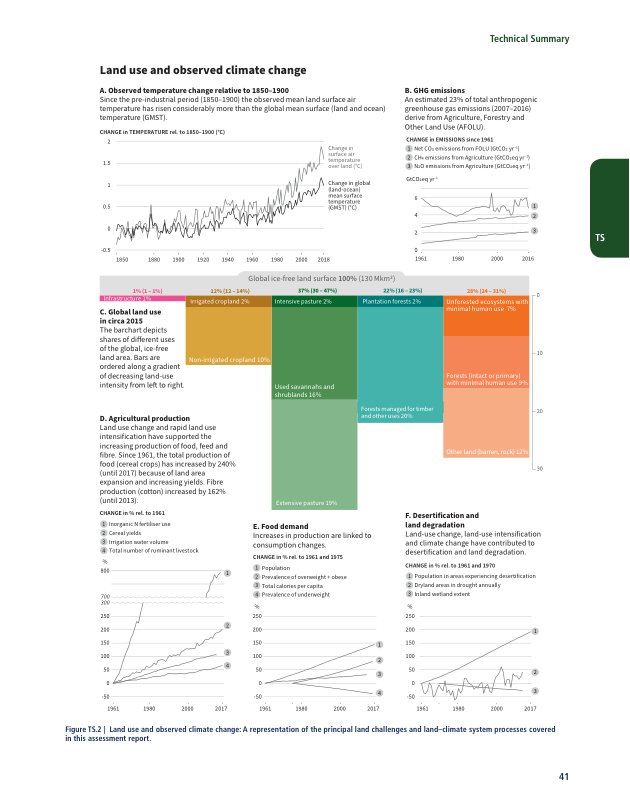 Technical Summary
TS
Land use and observed climate change
A. Observed temperature change relative to 1850–1900
Since the pre-industrial period (1850–1900) the observed mean land surface air
temperature has risen considerably more than the global mean surface (land and ocean)
temperature (GMST).
CHANGE in TEMPERATURE rel. to 1850–1900 (°C)
2
1.5
1
0.5
0
-0.5
1850
1880
1900
1920
1940
1960
1980
2000
2018
Change in
surface air
temperature
over land (°C)
Change in global
(land-ocean)
mean surface
temperature
(GMST) (°C)
B. GHG emissions
An estimated 23% of total anthropogenic
greenhouse gas emissions (2007–2016)
derive from Agriculture, Forestry and
Other Land Use (AFOLU).
CHANGE in EMISSIONS since 1961
1 Net CO₂ emissions from FOLU (GtCO₂ yr⁻¹)
2 CH₄ emissions from Agriculture (GtCO₂eq yr⁻¹)
3 N₂O emissions from Agriculture (GtCO₂eq yr⁻¹)
GtCO₂eq yr⁻¹
6
4
2
0
1
2
3
1961
1980
2000
2016
Global ice-free land surface 100% (130 Mkm²)
1% (1 – 1%)
12% (12 – 14%)
37% (30 – 47%)
22% (16 – 23%)
28% (24 – 31%)
Infrastructure 1%
Irrigated cropland 2%
Intensive pasture 2%
Plantation forests 2%
Unforested ecosystems with
minimal human use 7%
Non-irrigated cropland 10%
Used savannahs and
shrublands 16%
Forests managed for timber
and other uses 20%
Forests (intact or primary)
with minimal human use 9%
Other land (barren, rock) 12%
Extensive pasture 19%
0
10
20
30
C. Global land use
in circa 2015
The barchart depicts
shares of different uses
of the global, ice-free
land area. Bars are
ordered along a gradient
of decreasing land-use
intensity from left to right.
D. Agricultural production
Land use change and rapid land use
intensification have supported the
increasing production of food, feed and
fibre. Since 1961, the total production of
food (cereal crops) has increased by 240%
(until 2017) because of land area
expansion and increasing yields. Fibre
production (cotton) increased by 162%
(until 2013).
CHANGE in % rel. to 1961
1 Inorganic N fertiliser use
2 Cereal yields
3 Irrigation water volume
4 Total number of ruminant livestock
%
800
700
300
250
200
150
100
50
0
-50
1
2
3
4
1961
1980
2000
2017
E. Food demand
Increases in production are linked to
consumption changes.
CHANGE in % rel. to 1961 and 1975
1 Population
2 Prevalence of overweight + obese
3 Total calories per capita
4 Prevalence of underweight
%
250
200
150
100
50
0
-50
1
2
3
4
1961
1980
2000
2017
F. Desertification and
land degradation
Land-use change, land-use intensification
and climate change have contributed to
desertification and land degradation.
CHANGE in % rel. to 1961 and 1970
1 Population in areas experiencing desertification
2 Dryland areas in drought annually
3 Inland wetland extent
%
250
200
150
100
50
0
-50
1
2
3
1961
1980
2000
2017
Figure TS.2 | Land use and observed climate change: A representation of the principal land challenges and land–climate system processes covered
in this assessment report.
41